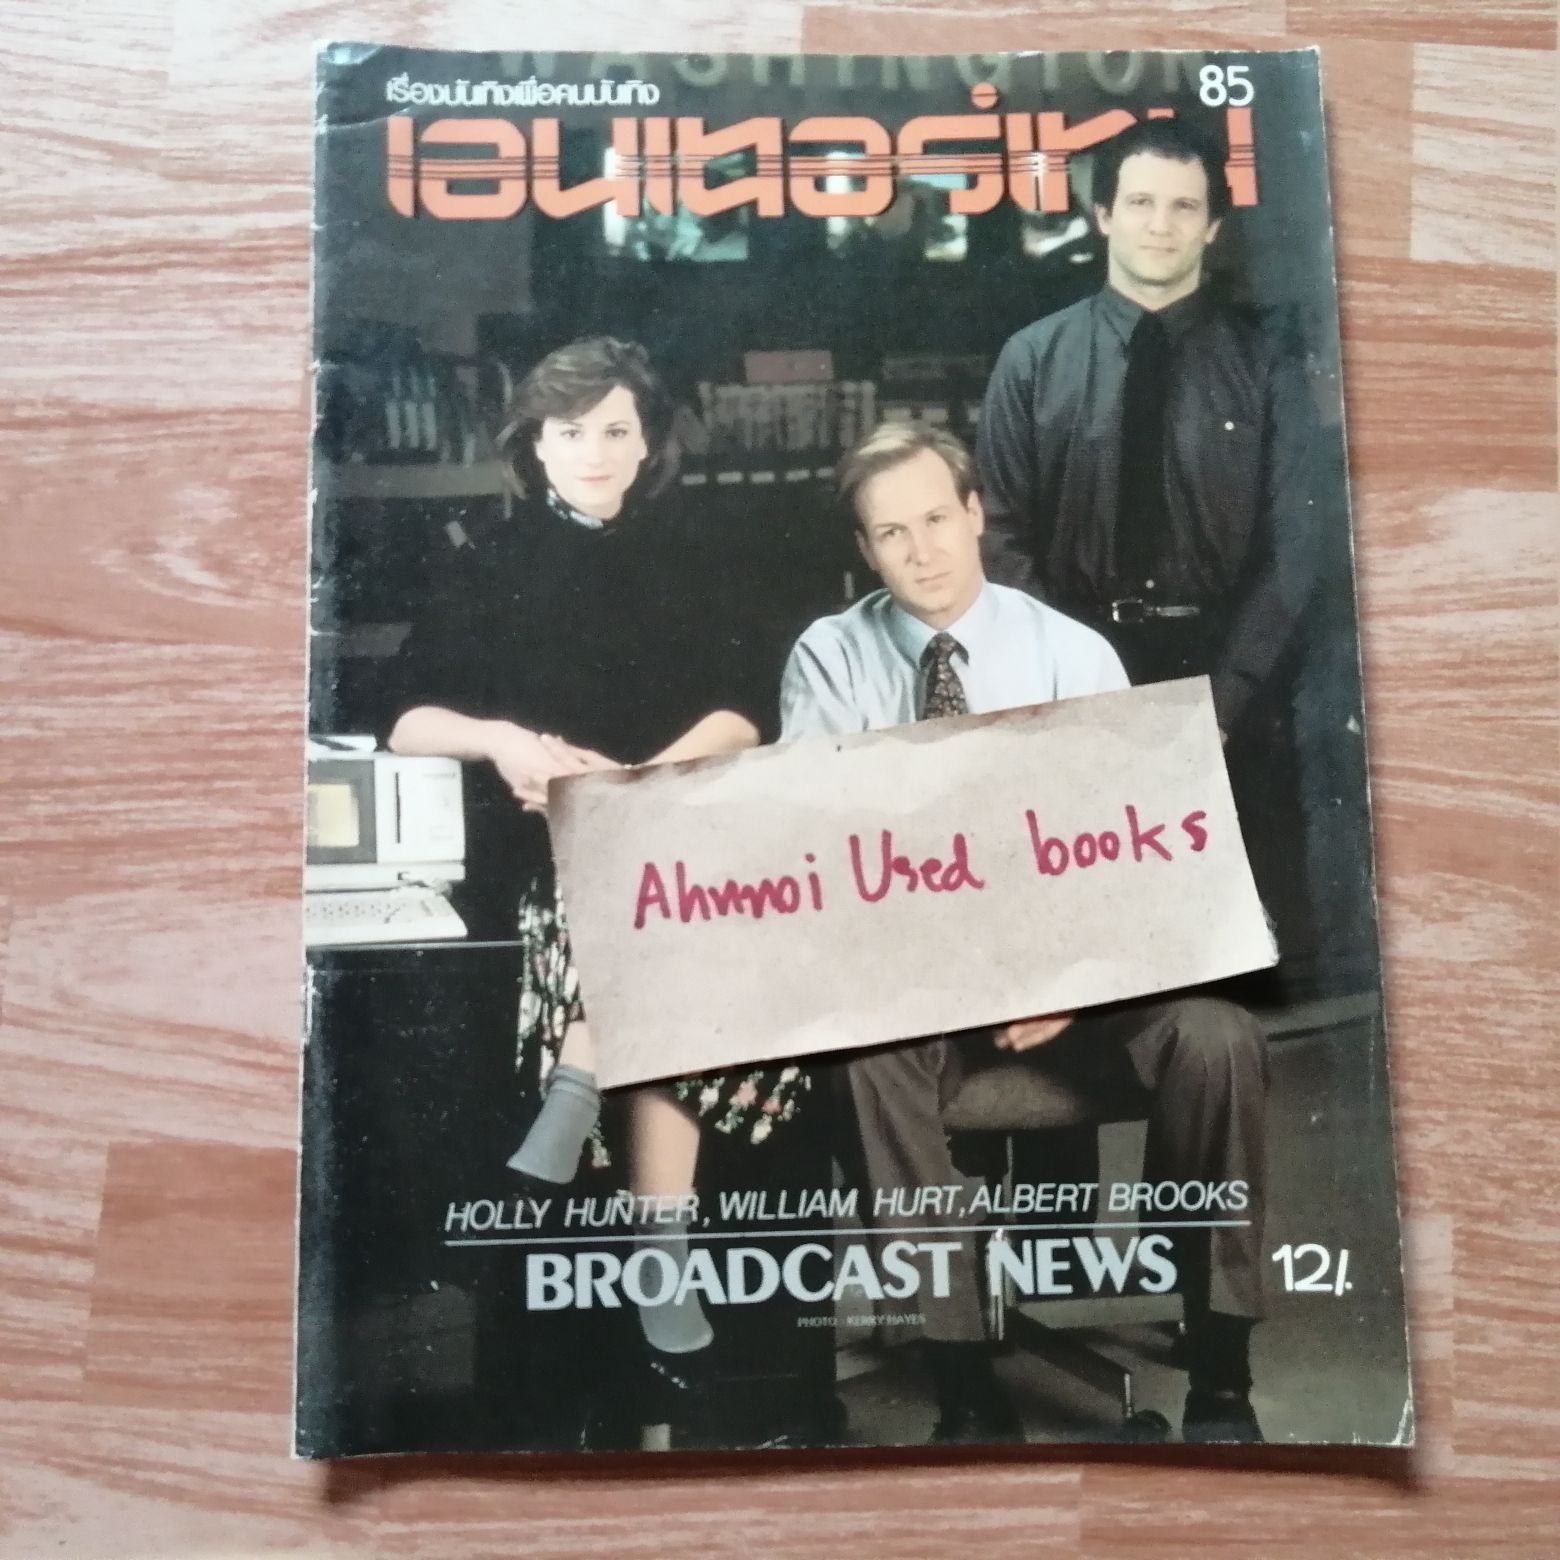 WASHINGTON
85
เรื่องบันเทิงเพื่อคนบันเทิง
เอนเทอร์เทน
Ahnnoi Used books
HOLLY HUNTER, WILLIAM HURT, ALBERT BROOKS
BROADCAST NEWS
12/.
PHOTO : KERRY HAYES